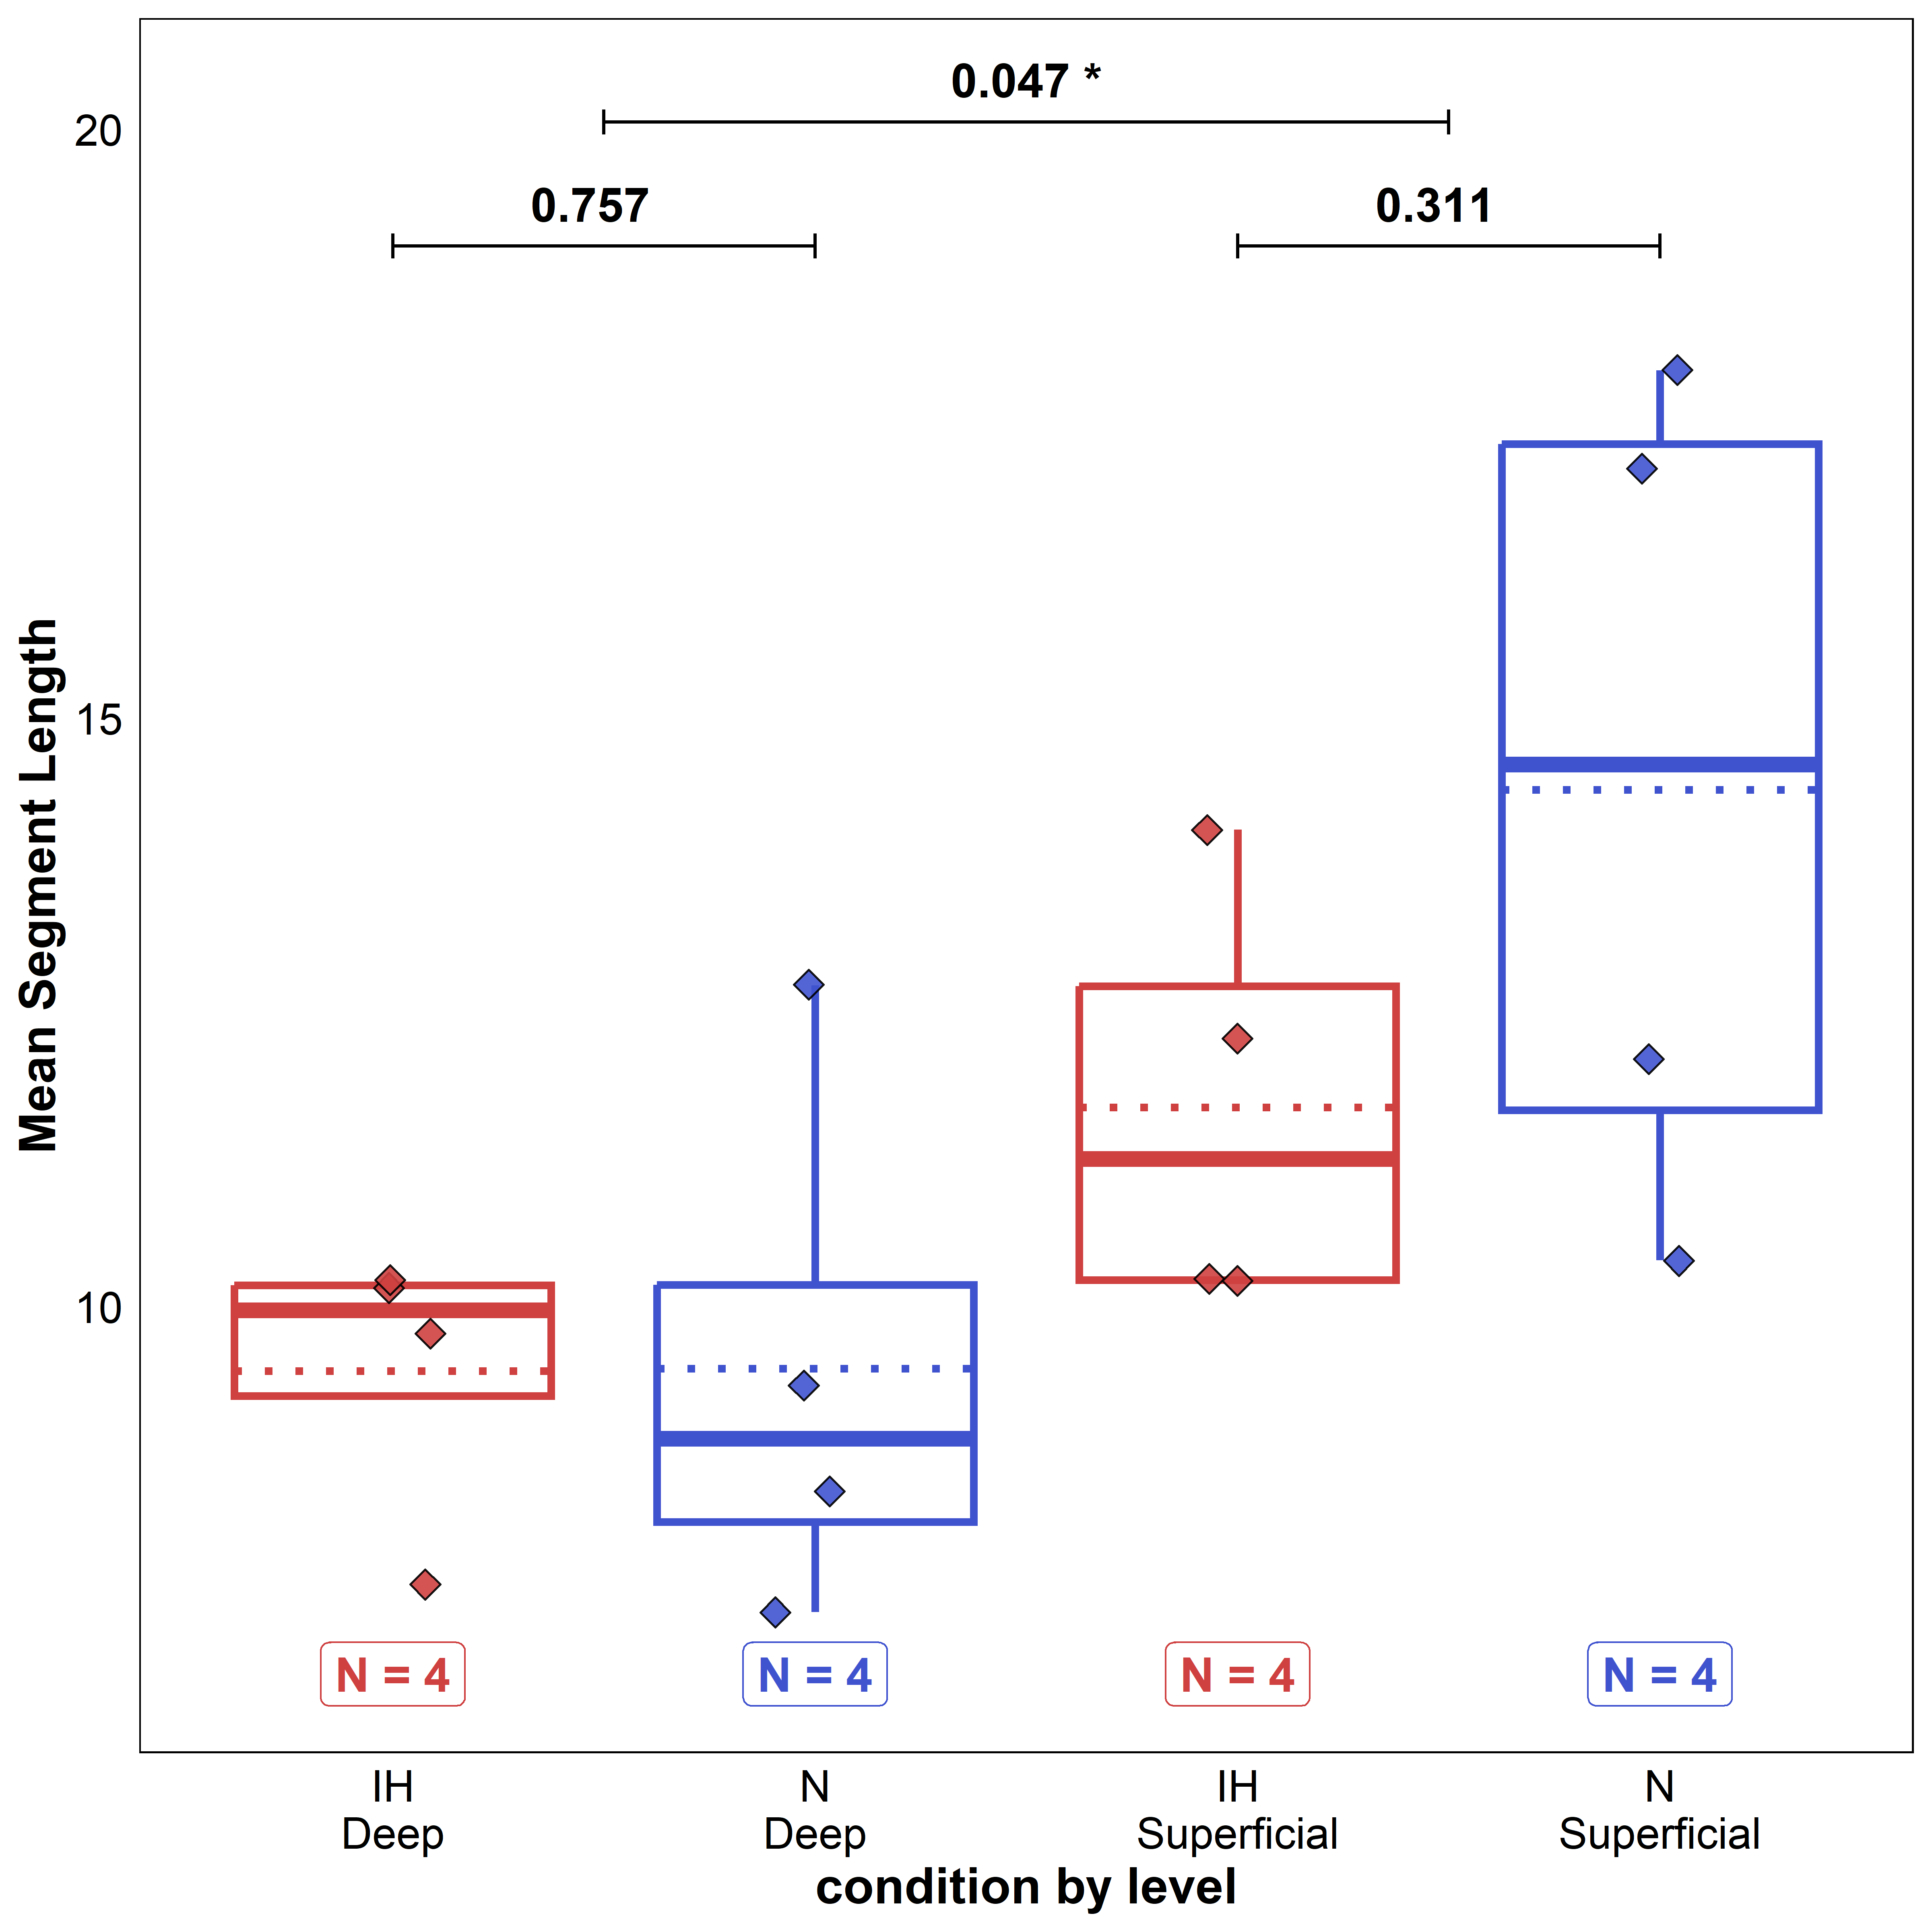 0.047 *
20
0.757
0.311
15
Mean Segment Length
10
N = 4
N = 4
N = 4
N = 4
IH
Deep
N
Deep
IH
Superficial
N
Superficial
condition by level